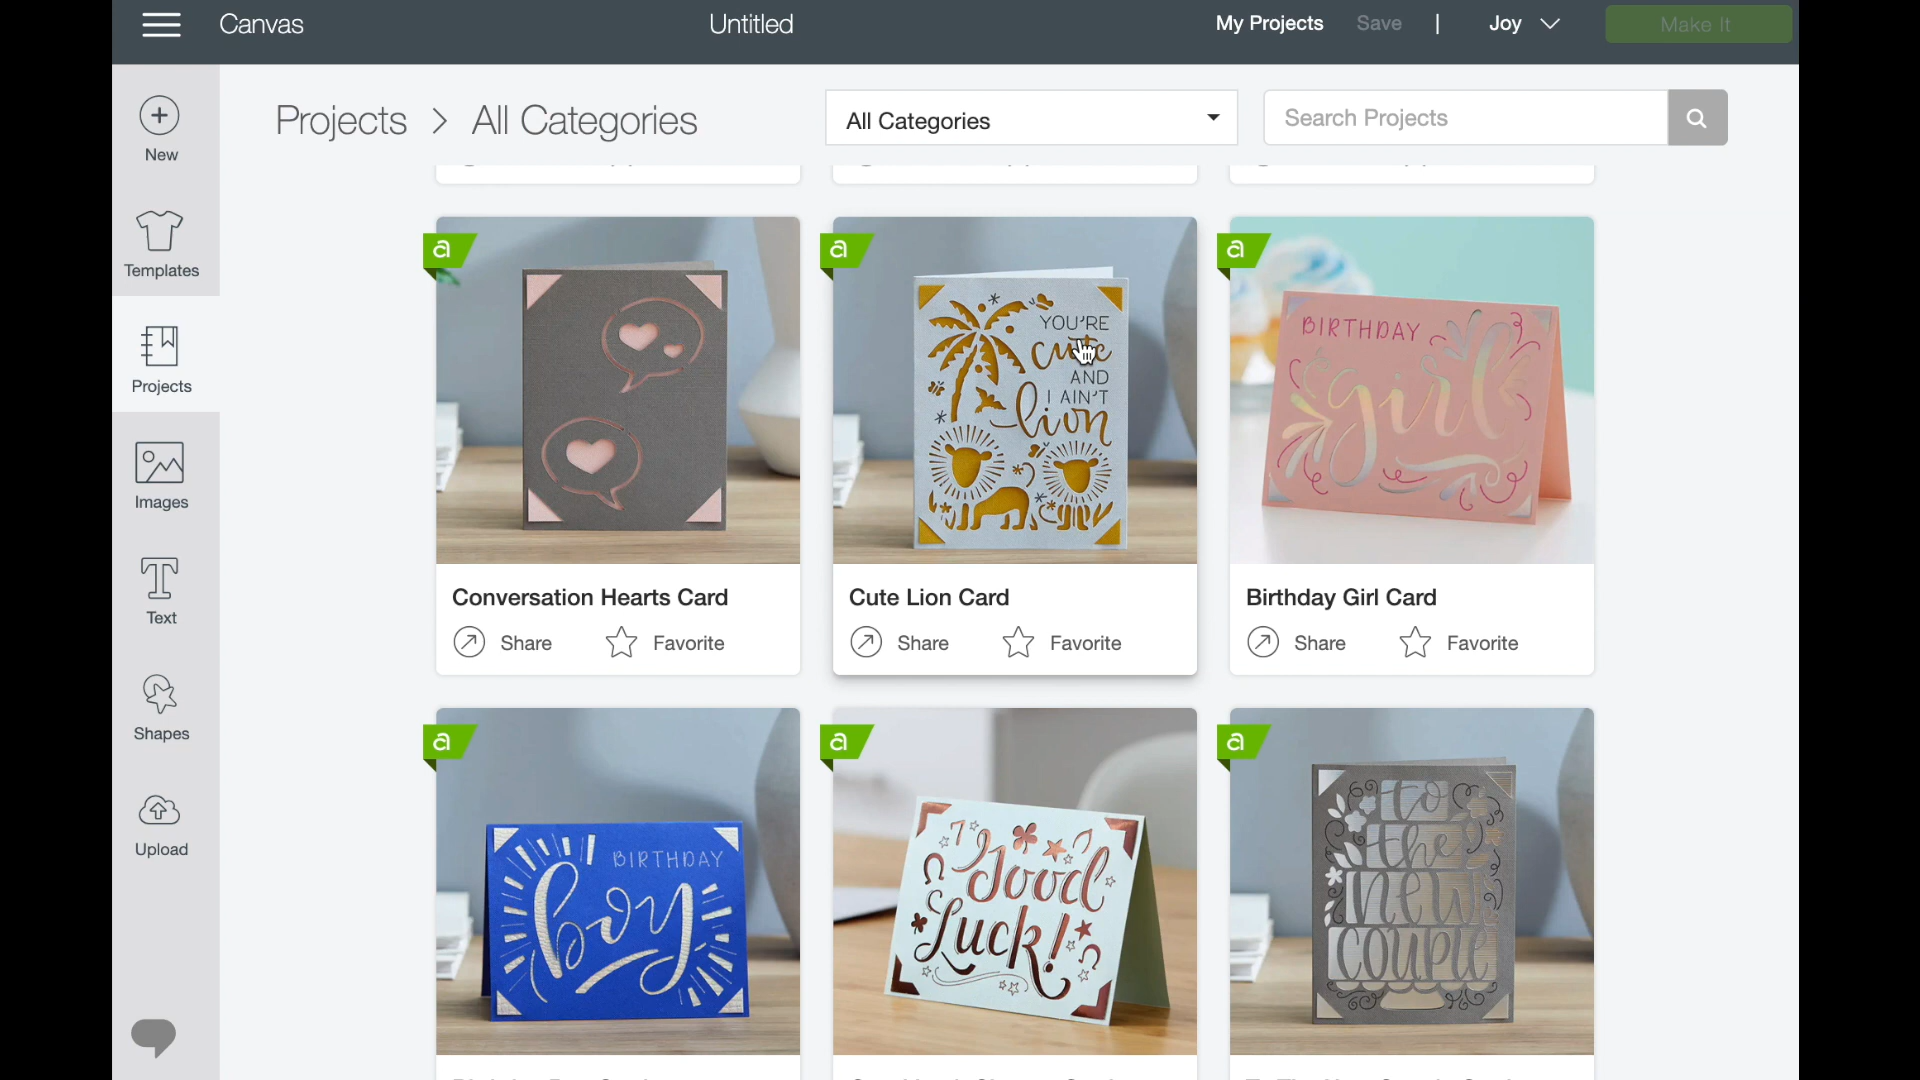 Canvas
Untitled
My Projects
Save
|
Joy
Make It
New
Templates
Projects
Images
Text
Shapes
Upload
Projects > All Categories
All Categories
Search Projects
a
a
YOU'RE
cute
AND
I AIN'T
lion
a
BIRTHDAY
girl
Conversation Hearts Card
Share
Favorite
Cute Lion Card
Share
Favorite
Birthday Girl Card
Share
Favorite
a
BIRTHDAY
boy
a
Good
Luck!
a
to
the
new
couple